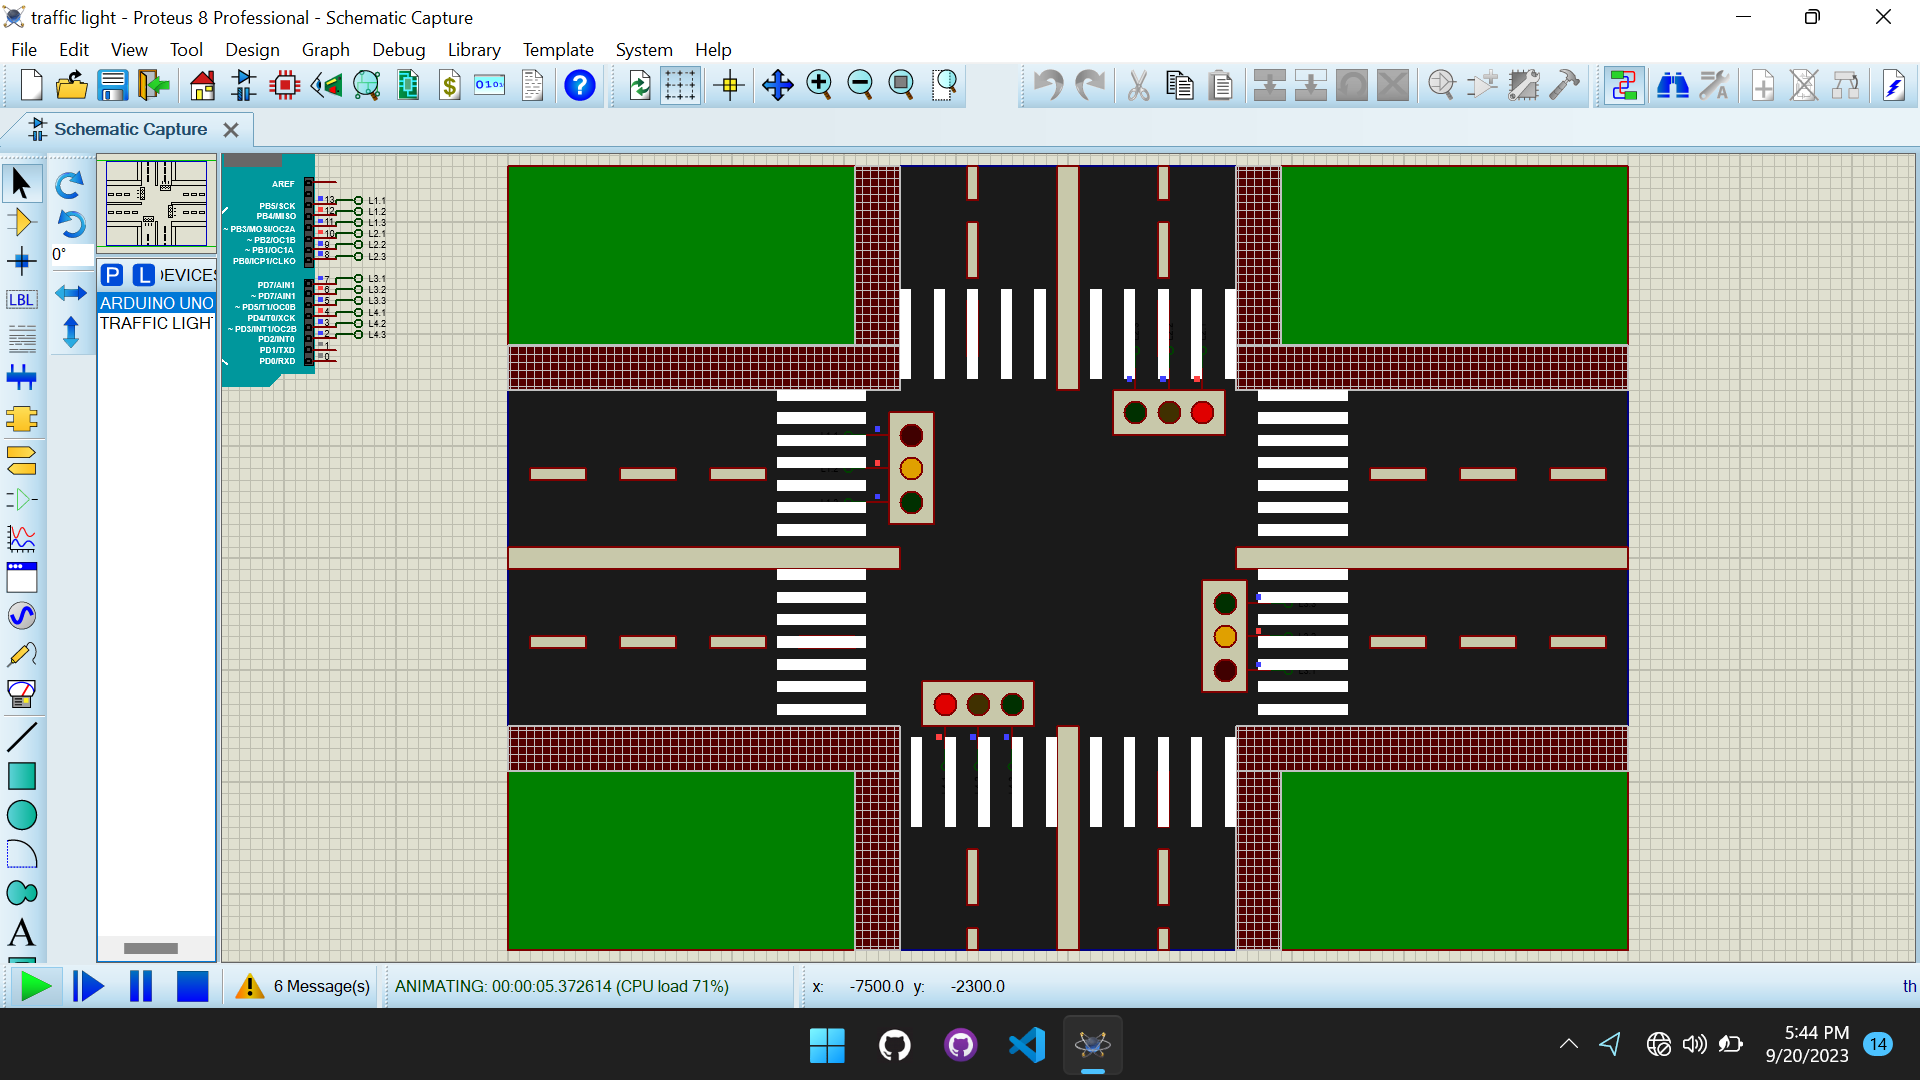 traffic light - Proteus 8 Professional - Schematic Capture
File Edit View Tool Design Graph Debug Library Template System Help
Schematic Capture
0°
P L DEVICES
ARDUINO UNO
TRAFFIC LIGH
LBL
A
AREF
PB5/SCK 13 L1.1
PB4/MISO 12 L1.2
~ PB3/MOSI/OC2A 11 L1.3
~ PB2/OC1B 10 L2.1
~ PB1/OC1A 9 L2.2
PB0/ICP1/CLKO 8 L2.3
PD7/AIN1 7 L3.1
~ PD7/AIN1 6 L3.2
~ PD5/T1/OC0B 5 L3.3
PD4/T0/XCK 4 L4.1
~ PD3/INT1/OC2B 3 L4.2
PD2/INT0 2 L4.3
PD1/TXD 1
PD0/RXD 0
6 Message(s)
ANIMATING: 00:00:05.372614 (CPU load 71%)
x: -7500.0 y: -2300.0
th
5:44 PM
9/20/2023
14